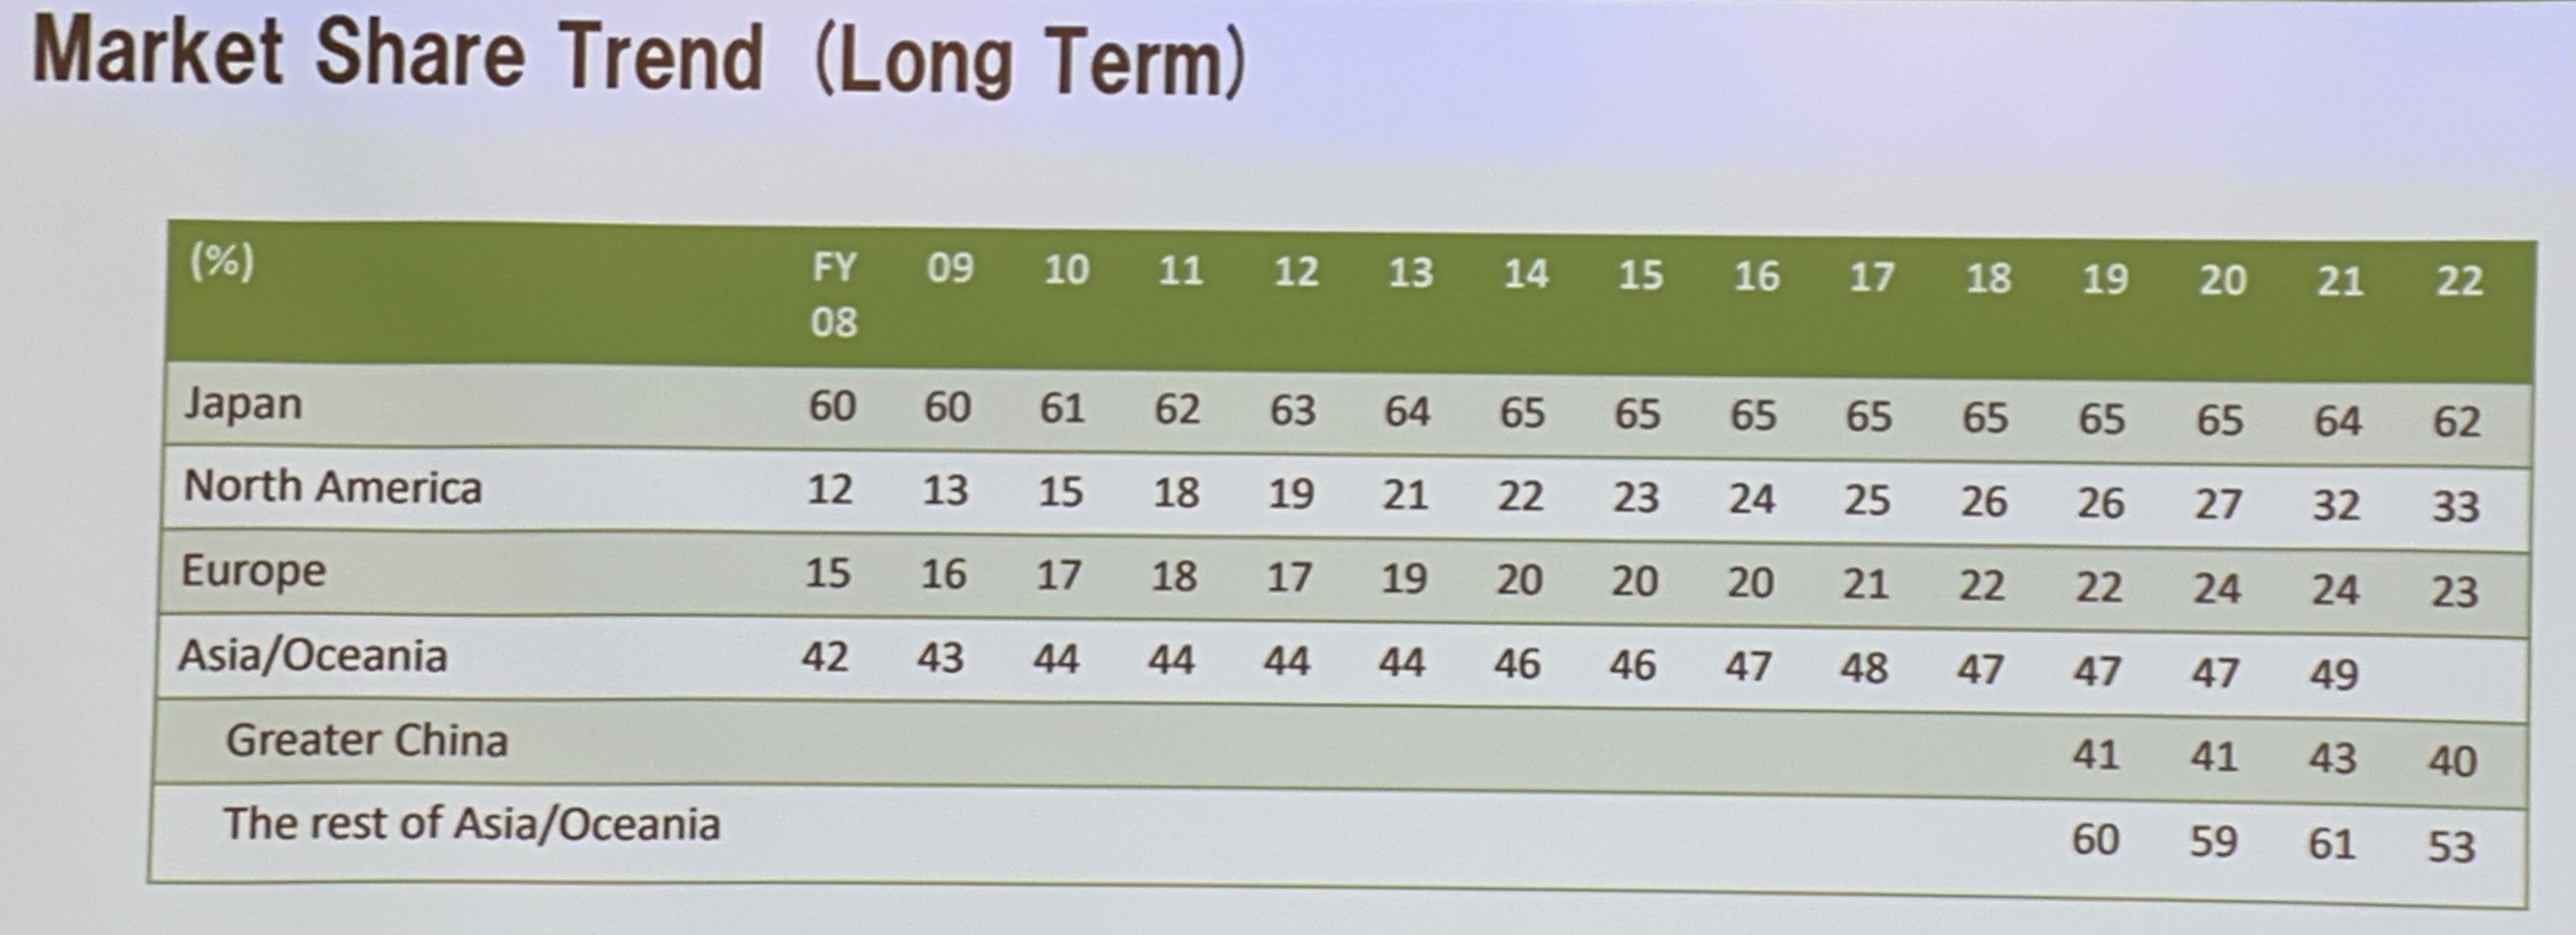 Market Share Trend (Long Term)
(%) FY 08 09 10 11 12 13 14 15 16 17 18 19 20 21 22
Japan 60 60 61 62 63 64 65 65 65 65 65 65 65 64 62
North America 12 13 15 18 19 21 22 23 24 25 26 26 27 32 33
Europe 15 16 17 18 17 19 20 20 20 21 22 22 24 24 23
Asia/Oceania 42 43 44 44 44 44 46 46 47 48 47 47 47 49
Greater China 41 41 43 40
The rest of Asia/Oceania 60 59 61 53